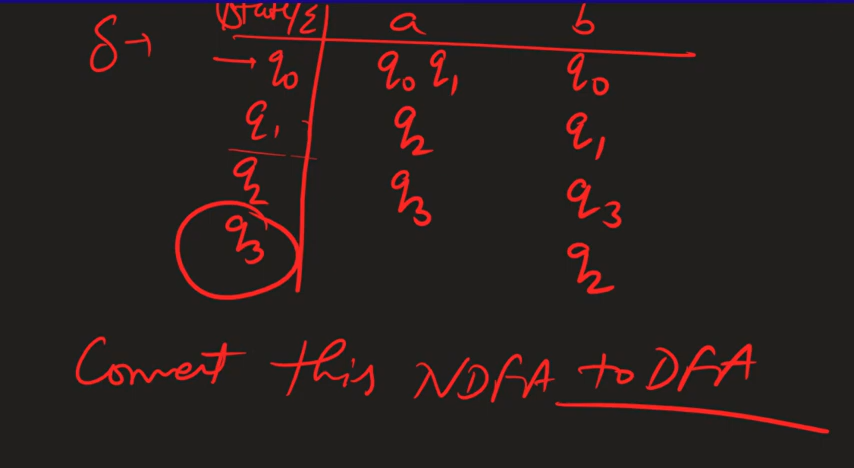 δ→ State/Σ a b
→q₀ q₀ q₁ q₀
q₁ q₂ q₁
q₂ q₃ q₃
q₃ q₂
Convert this NDFA to DFA